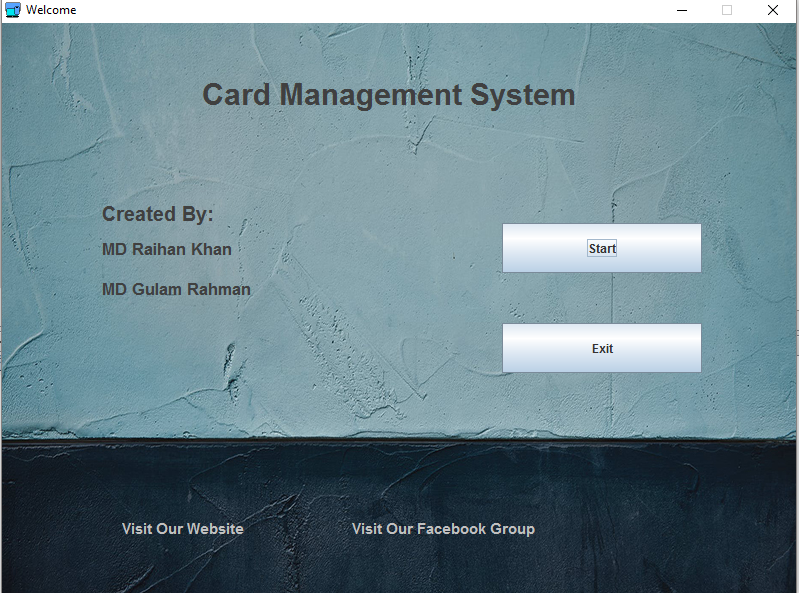 Welcome
Card Management System
Created By:
MD Raihan Khan
MD Gulam Rahman
Start
Exit
Visit Our Website
Visit Our Facebook Group